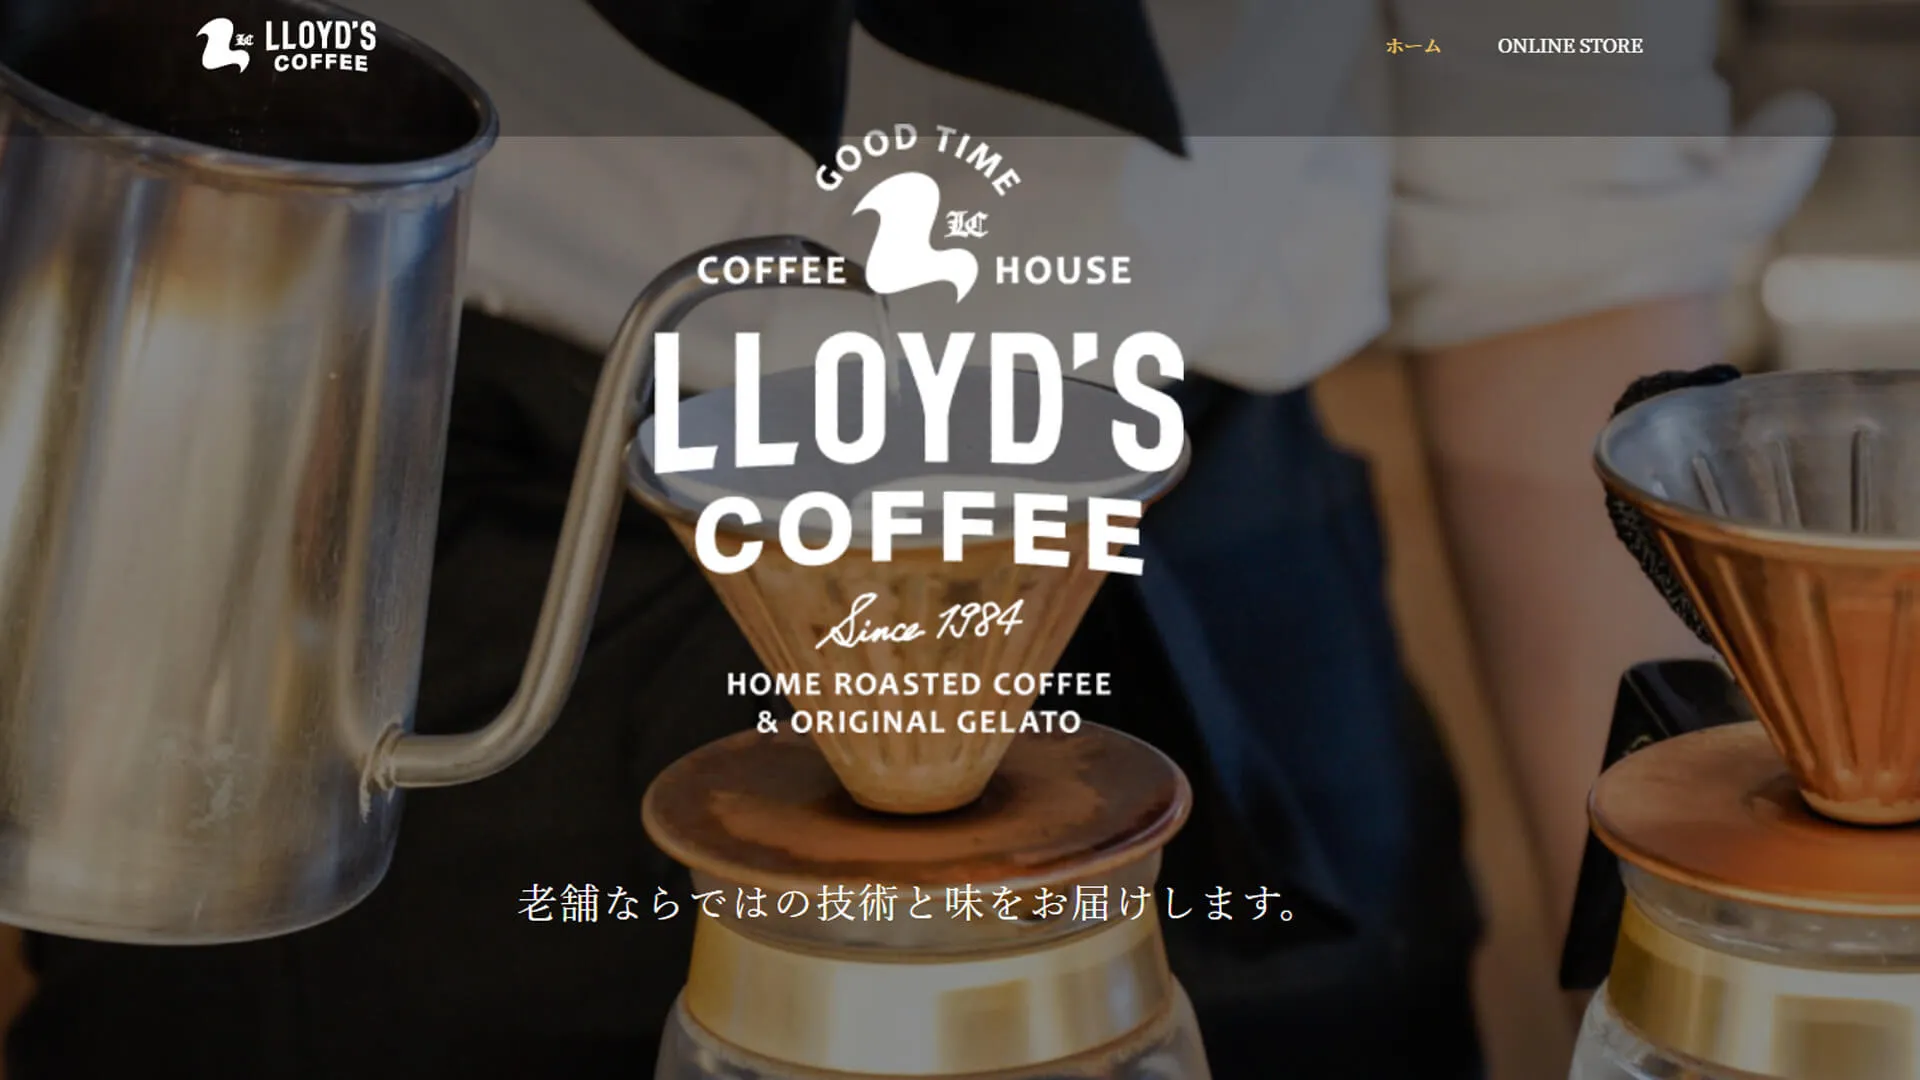 LC LLOYD'S
COFFEE
ホーム ONLINE STORE
GOOD TIME
LC
COFFEE HOUSE
LLOYD'S
COFFEE
Since 1984
HOME ROASTED COFFEE
& ORIGINAL GELATO
老舗ならではの技術と味をお届けします。